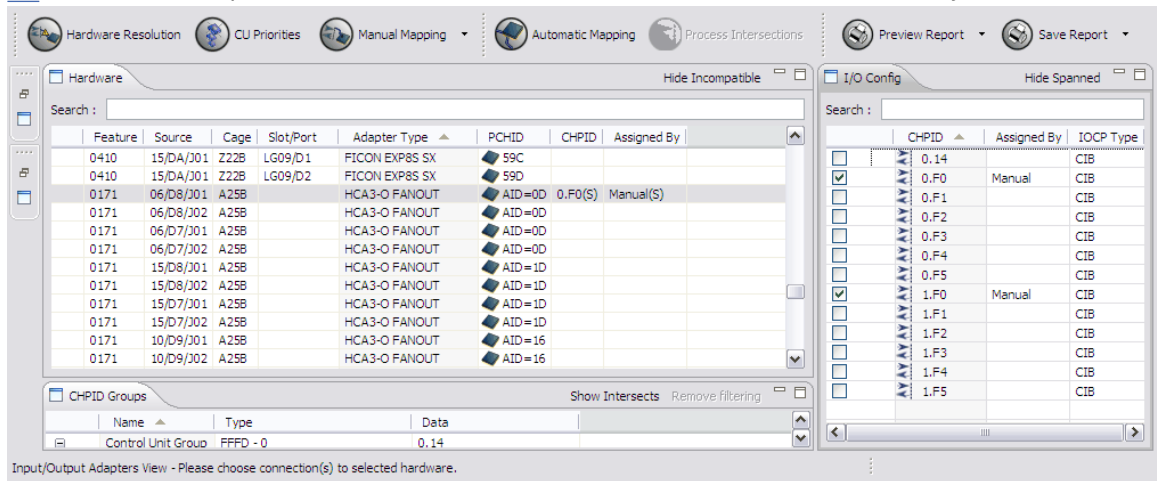 Hardware Resolution CU Priorities Manual Mapping Automatic Mapping Process Intersections Preview Report Save Report
Hardware Hide Incompatible
Search :
Feature Source Cage Slot/Port Adapter Type PCHID CHPID Assigned By
0410 15/DA/J01 Z22B LG09/D1 FICON EXP8S SX 59C
0410 15/DA/J01 Z22B LG09/D2 FICON EXP8S SX 59D
0171 06/D8/J01 A25B HCA3-O FANOUT AID=0D 0.F0(S) Manual(S)
0171 06/D8/J02 A25B HCA3-O FANOUT AID=0D
0171 06/D7/J01 A25B HCA3-O FANOUT AID=0D
0171 06/D7/J02 A25B HCA3-O FANOUT AID=0D
0171 15/D8/J01 A25B HCA3-O FANOUT AID=1D
0171 15/D8/J02 A25B HCA3-O FANOUT AID=1D
0171 15/D7/J01 A25B HCA3-O FANOUT AID=1D
0171 15/D7/J02 A25B HCA3-O FANOUT AID=1D
0171 10/D9/J01 A25B HCA3-O FANOUT AID=16
0171 10/D9/J02 A25B HCA3-O FANOUT AID=16
CHPID Groups Show Intersects Remove filtering
Name Type Data
Control Unit Group FFFD - 0 0.14
I/O Config Hide Spanned
Search :
CHPID Assigned By IOCP Type
0.14 CIB
0.F0 Manual CIB
0.F1 CIB
0.F2 CIB
0.F3 CIB
0.F4 CIB
0.F5 CIB
1.F0 Manual CIB
1.F1 CIB
1.F2 CIB
1.F3 CIB
1.F4 CIB
1.F5 CIB
Input/Output Adapters View - Please choose connection(s) to selected hardware.